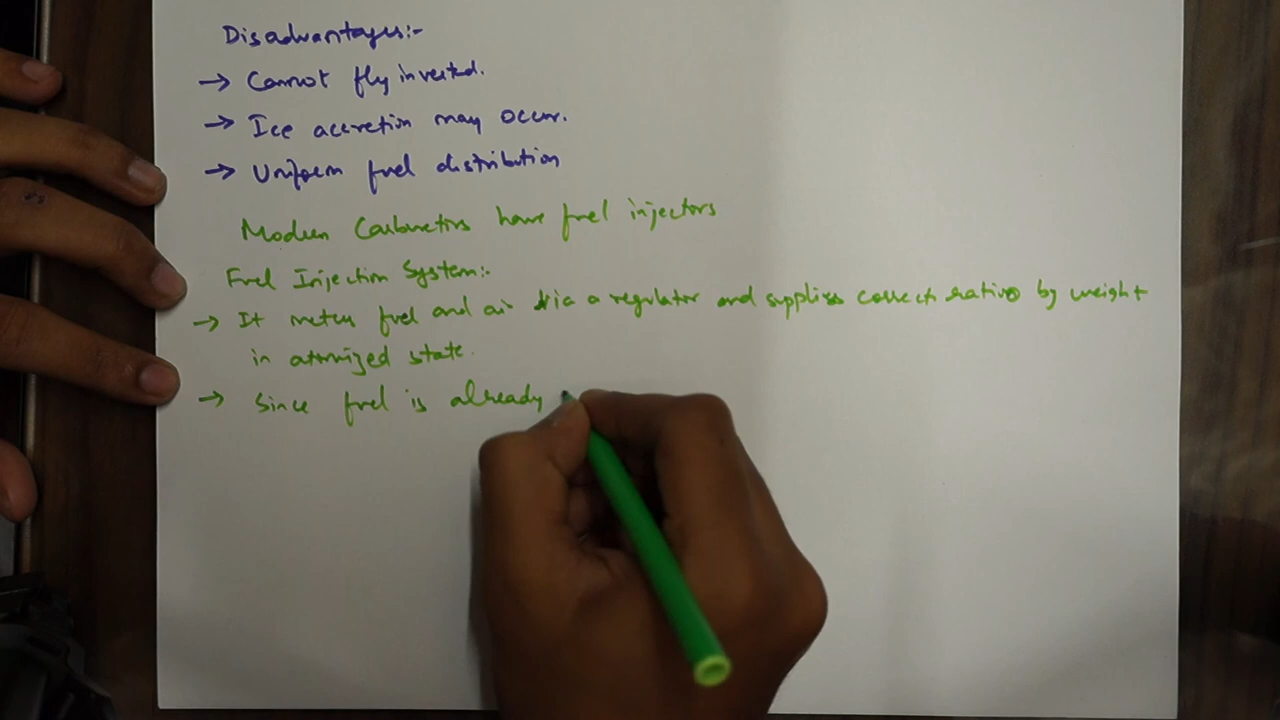 Disadvantages:-
→ Cannot fly inverted.
→ Ice accretion may occur.
→ Uniform fuel distribution
Modern Carburetors have fuel injectors
Fuel Injection System:-
→ It meters fuel and air via a regulator and supplies correct ratio by weight
in atomized state.
→ Since fuel is already